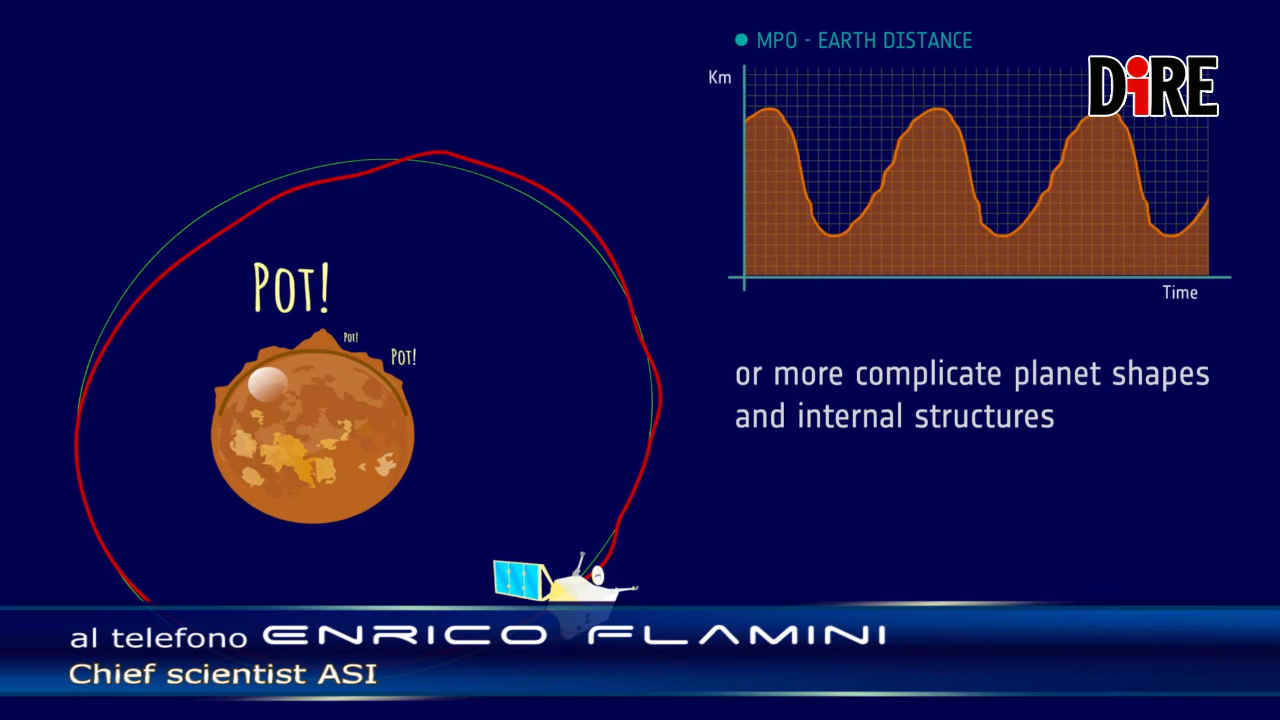 MPO - EARTH DISTANCE
DiRE
Km
Time
Pot!
Pot!
Pot!
or more complicate planet shapes
and internal structures
al telefono ENRICO FLAMINI
Chief scientist ASI